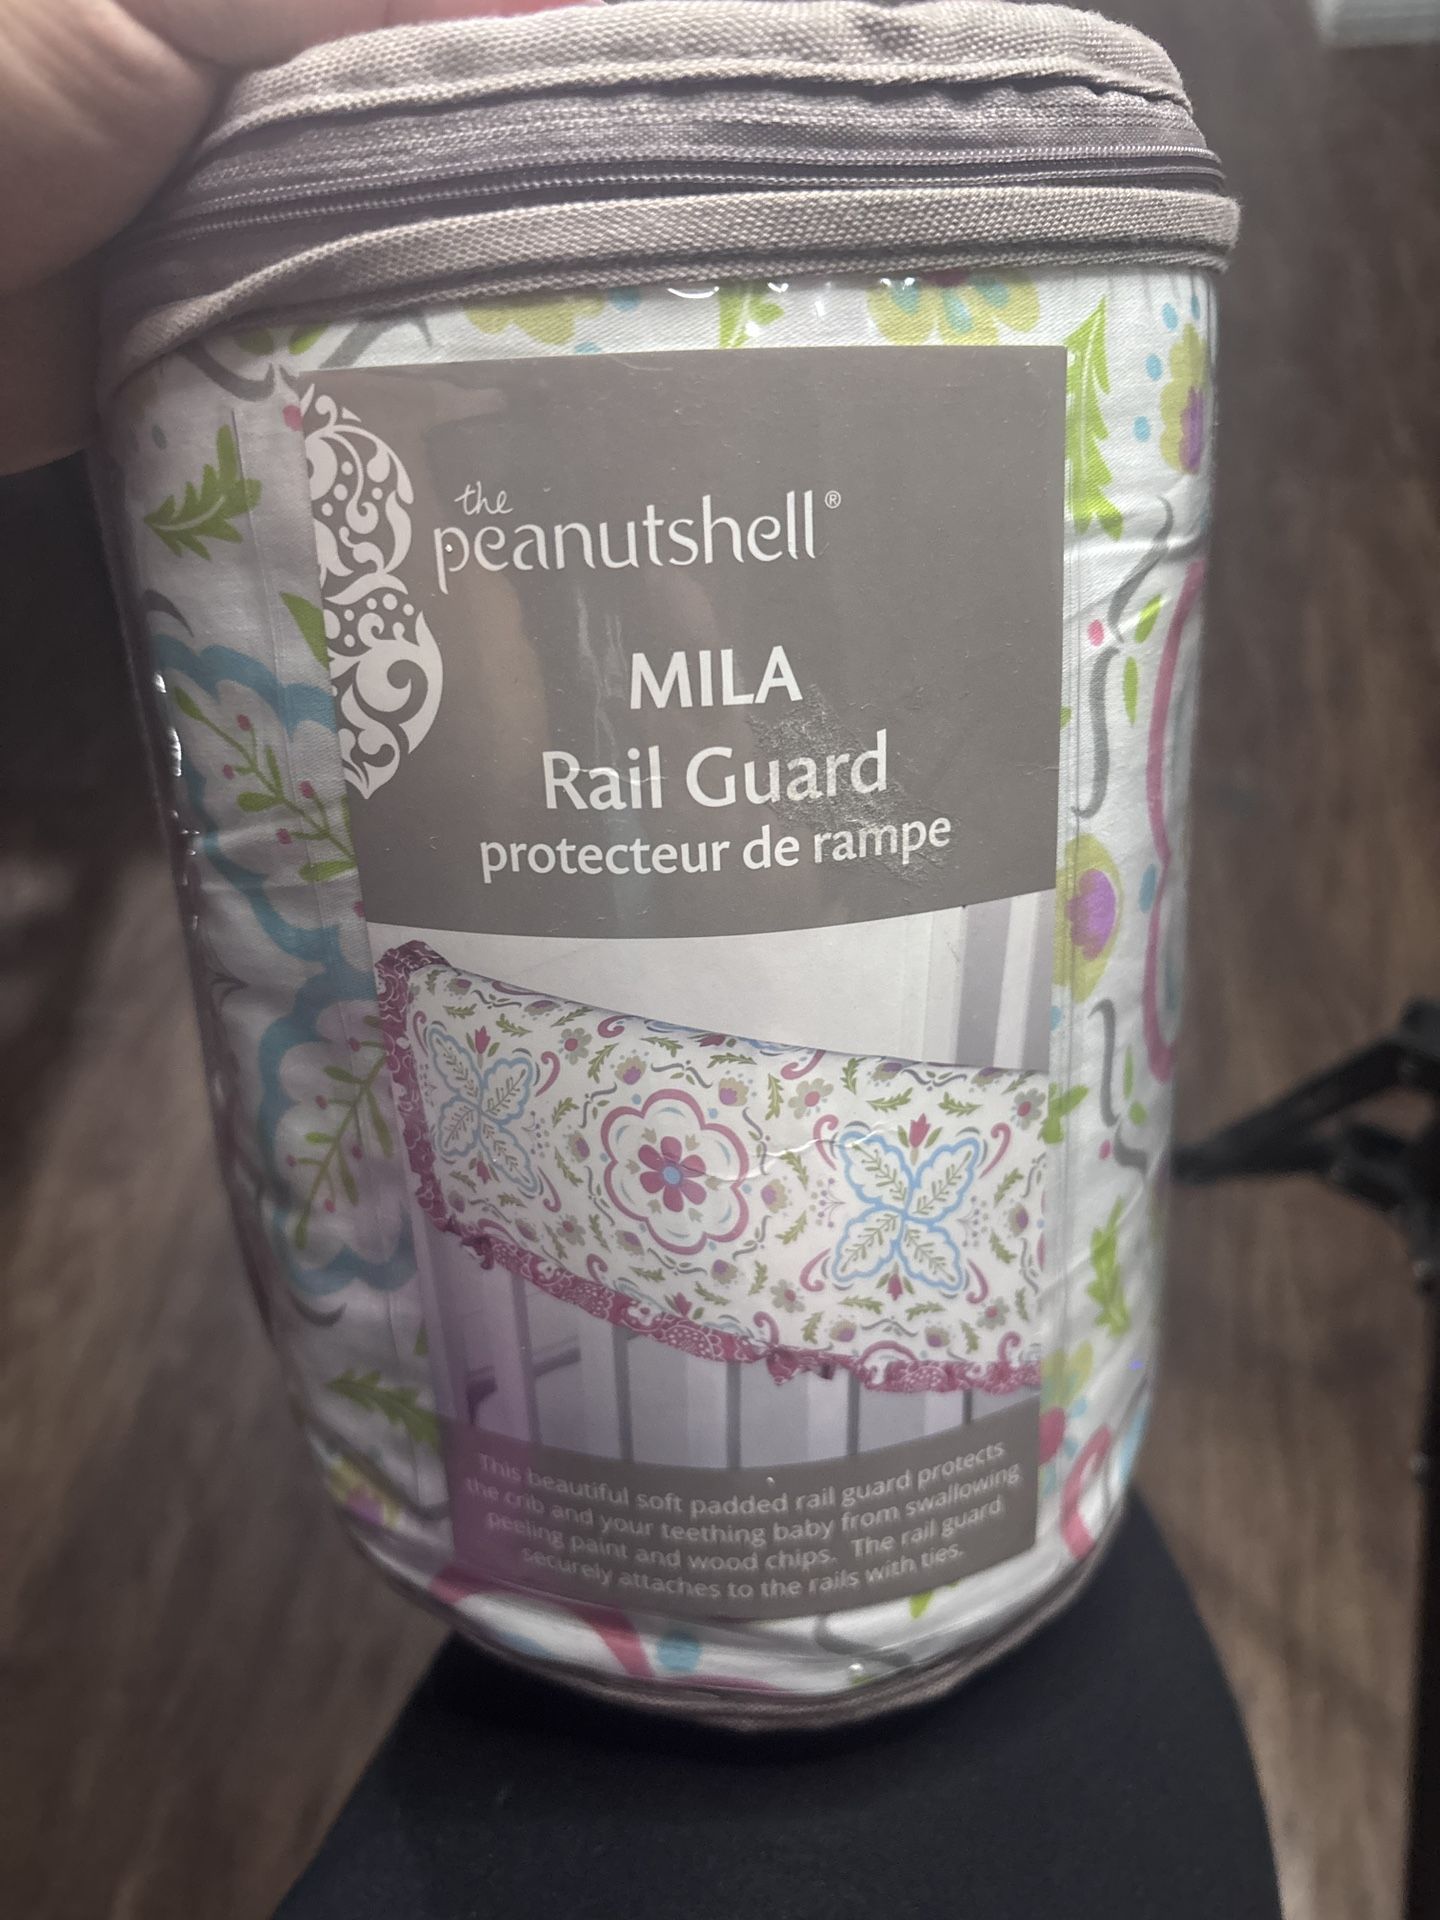 the
peanutshell®
MILA
Rail Guard
protecteur de rampe
This beautiful soft padded rail guard protects
the crib and your teething baby from swallowing
peeling paint and wood chips. The rail guard
securely attaches to the rails with ties.